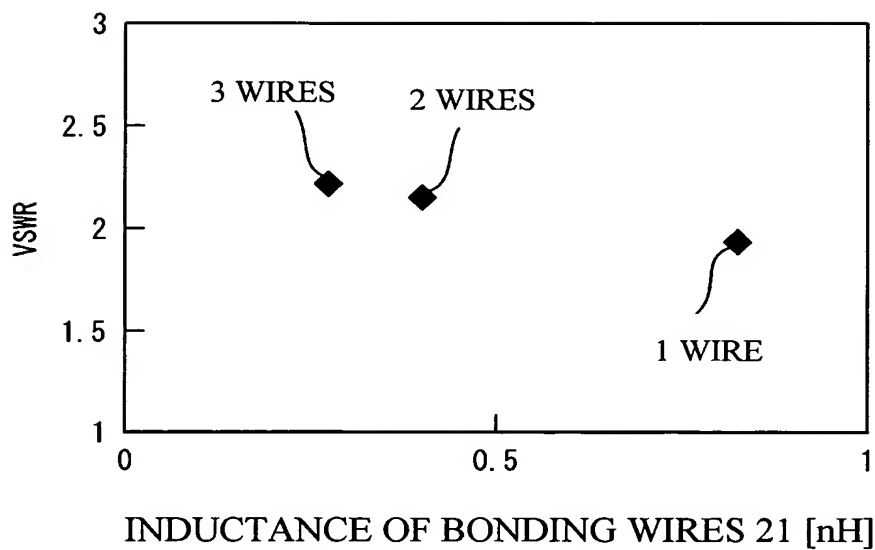 3
3 WIRES
2 WIRES
2.5
VSWR
2
1.5
1 WIRE
1
0
0.5
1
INDUCTANCE OF BONDING WIRES 21 [nH]